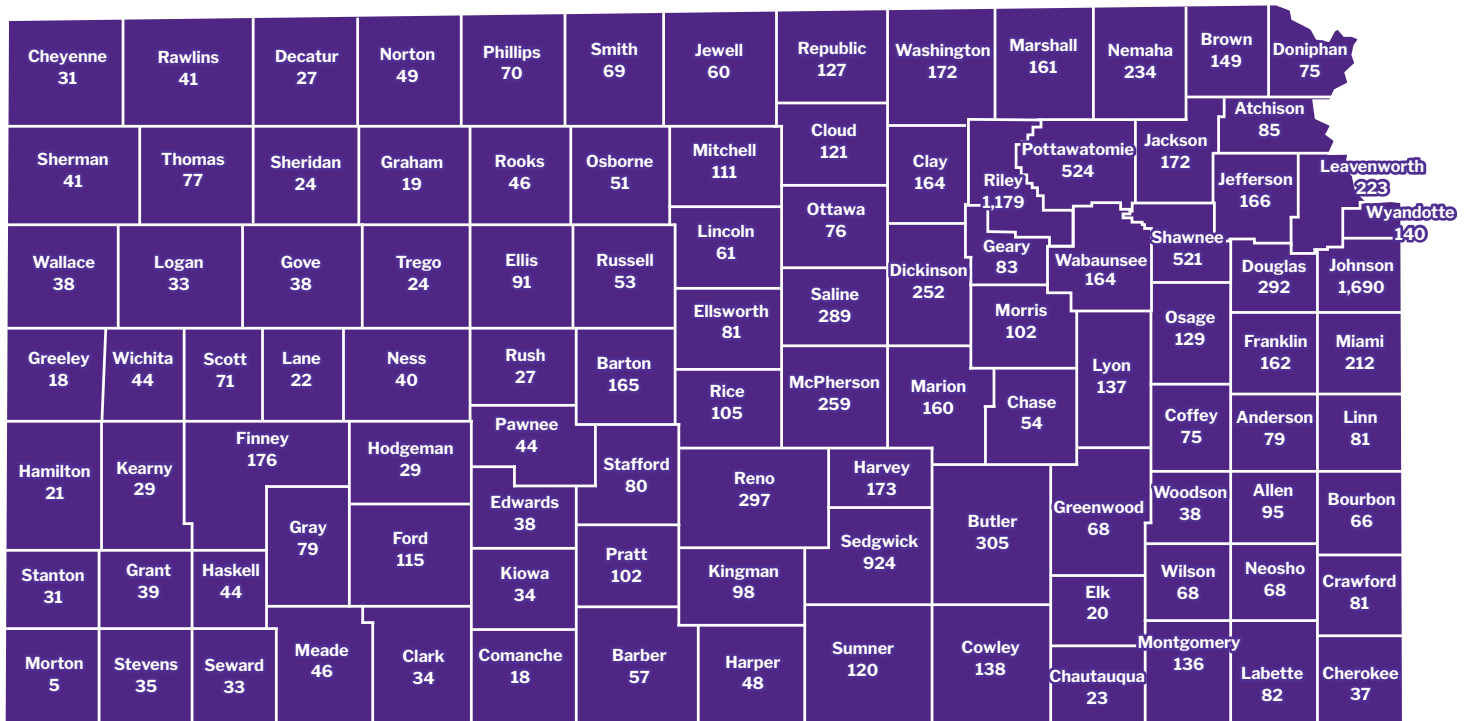 Cheyenne
31
Rawlins
41
Decatur
27
Norton
49
Phillips
70
Smith
69
Jewell
60
Republic
127
Washington
172
Marshall
161
Nemaha
234
Brown
149
Doniphan
75
Sherman
41
Thomas
77
Sheridan
24
Graham
19
Rooks
46
Osborne
51
Mitchell
111
Cloud
121
Clay
164
Riley
1,179
Pottawatomie
524
Jackson
172
Atchison
85
Jefferson
166
Leavenworth
223
Wyandotte
140
Wallace
38
Logan
33
Gove
38
Trego
24
Ellis
91
Russell
53
Lincoln
61
Ottawa
76
Dickinson
252
Geary
83
Wabaunsee
164
Shawnee
521
Douglas
292
Johnson
1,690
Greeley
18
Wichita
44
Scott
71
Lane
22
Ness
40
Rush
27
Barton
165
Ellsworth
81
Saline
289
Morris
102
Osage
129
Franklin
162
Miami
212
Rice
105
McPherson
259
Marion
160
Chase
54
Lyon
137
Coffey
75
Anderson
79
Linn
81
Hamilton
21
Kearny
29
Finney
176
Hodgeman
29
Pawnee
44
Stafford
80
Reno
297
Harvey
173
Butler
305
Greenwood
68
Woodson
38
Allen
95
Bourbon
66
Gray
79
Ford
115
Edwards
38
Pratt
102
Sedgwick
924
Stanton
31
Grant
39
Haskell
44
Kiowa
34
Kingman
98
Elk
20
Wilson
68
Neosho
68
Crawford
81
Morton
5
Stevens
35
Seward
33
Meade
46
Clark
34
Comanche
18
Barber
57
Harper
48
Sumner
120
Cowley
138
Chautauqua
23
Montgomery
136
Labette
82
Cherokee
37